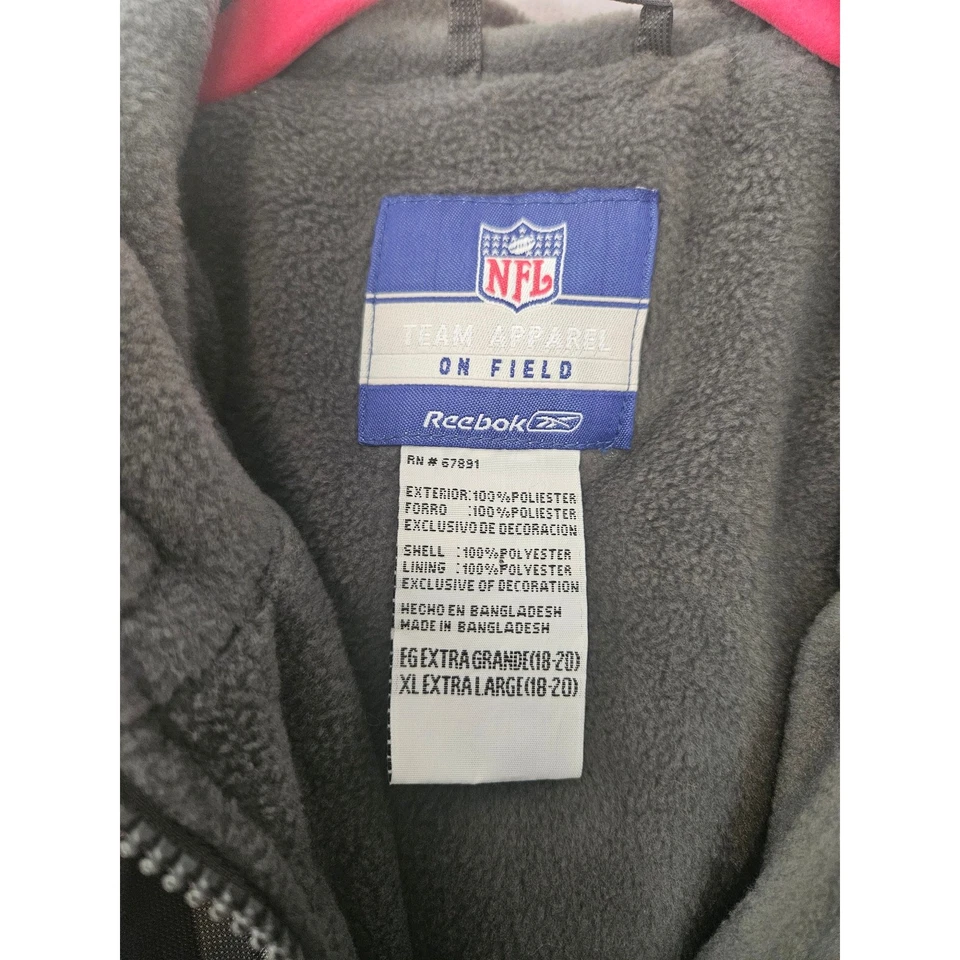 NFL
TEAM APPAREL
ON FIELD
Reebok
RN # 67891
EXTERIOR:100%POLIESTER
FORRO :100%POLIESTER
EXCLUSIVO DE DECORACION
SHELL :100%POLYESTER
LINING :100%POLYESTER
EXCLUSIVE OF DECORATION
HECHO EN BANGLADESH
MADE IN BANGLADESH
EG EXTRA GRANDE(18-20)
XL EXTRA LARGE(18-20)